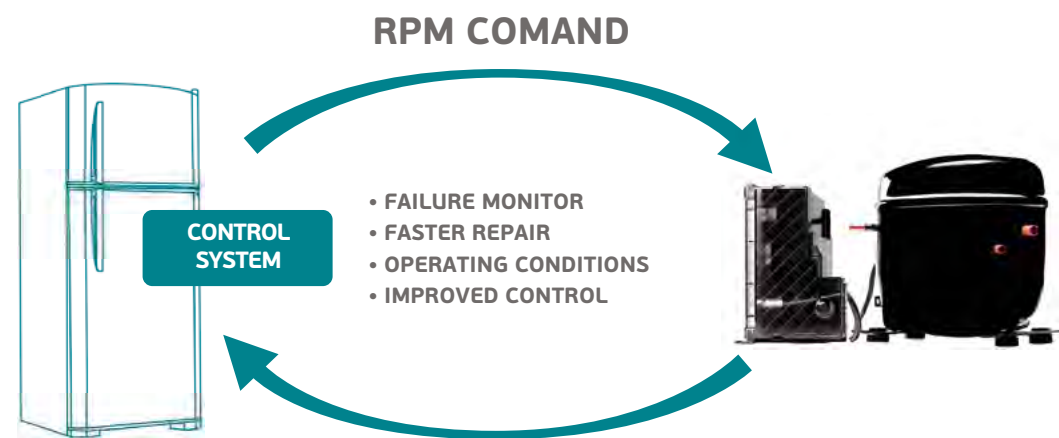 RPM COMAND
• FAILURE MONITOR
• FASTER REPAIR
• OPERATING CONDITIONS
• IMPROVED CONTROL
CONTROL
SYSTEM